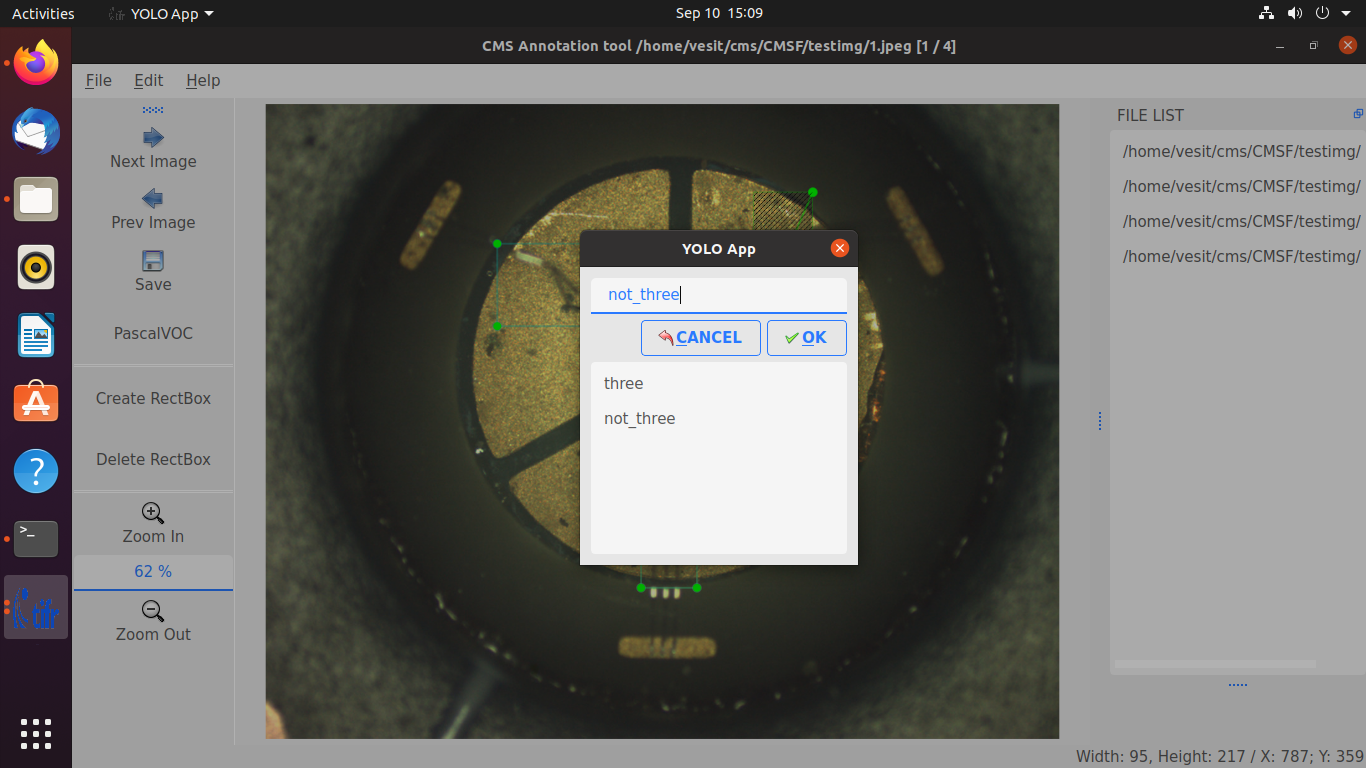 Activities
YOLO App
Sep 10 15:09
CMS Annotation tool /home/vesit/cms/CMSF/testimg/1.jpeg [1 / 4]
File Edit Help
Next Image
Prev Image
Save
PascalVOC
Create RectBox
Delete RectBox
Zoom In
62 %
Zoom Out
YOLO App
not_three
CANCEL OK
three
not_three
FILE LIST
/home/vesit/cms/CMSF/testimg/
/home/vesit/cms/CMSF/testimg/
/home/vesit/cms/CMSF/testimg/
/home/vesit/cms/CMSF/testimg/
Width: 95, Height: 217 / X: 787; Y: 359